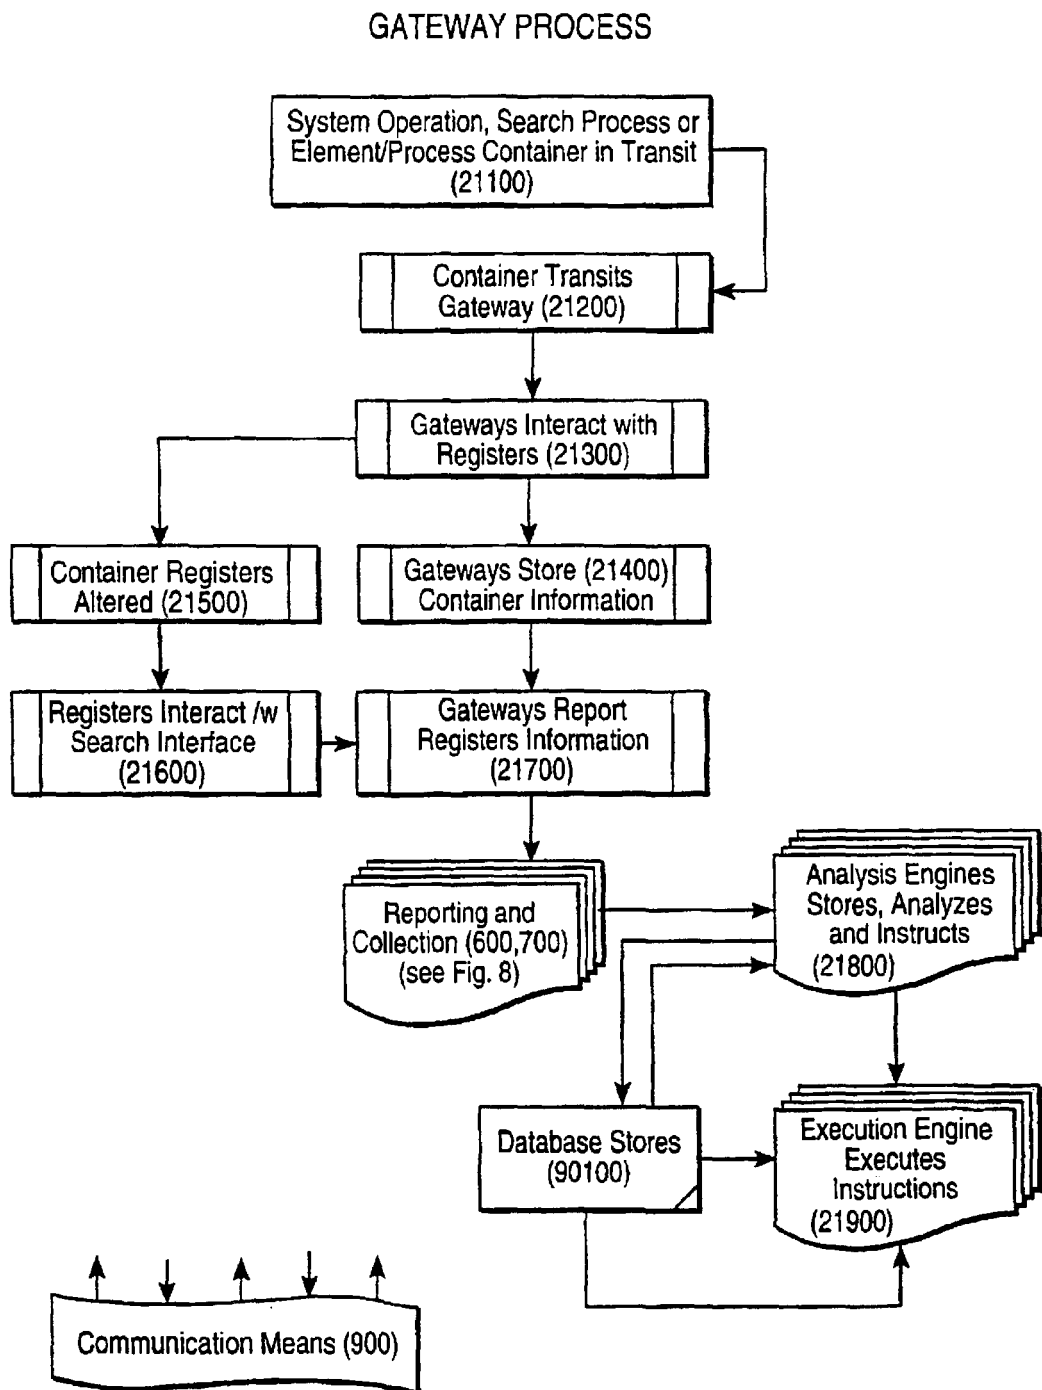 GATEWAY PROCESS
System Operation, Search Process or
Element/Process Container in Transit
(21100)
Container Transits
Gateway (21200)
Gateways Interact with
Registers (21300)
Container Registers
Altered (21500)
Gateways Store (21400)
Container Information
Registers Interact /w
Search Interface
(21600)
Gateways Report
Registers Information
(21700)
Reporting and
Collection (600,700)
(see Fig. 8)
Analysis Engines
Stores, Analyzes
and Instructs
(21800)
Database Stores
(90100)
Execution Engine
Executes
Instructions
(21900)
Communication Means (900)